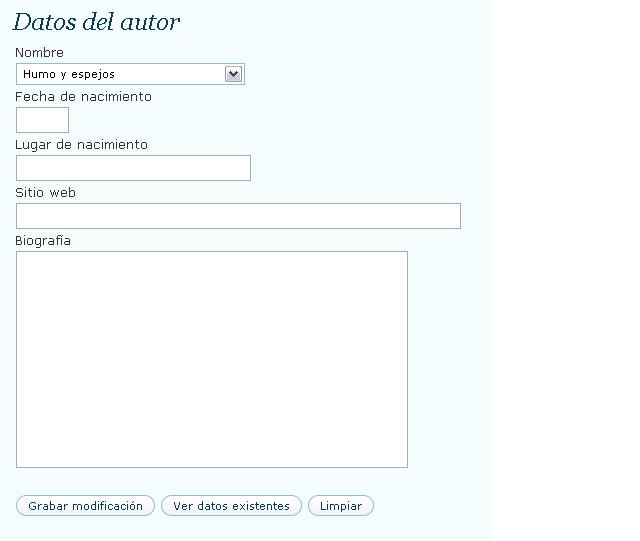 Datos del autor
Nombre
Humo y espejos
Fecha de nacimiento
Lugar de nacimiento
Sitio web
Biografía
Grabar modificación Ver datos existentes Limpiar